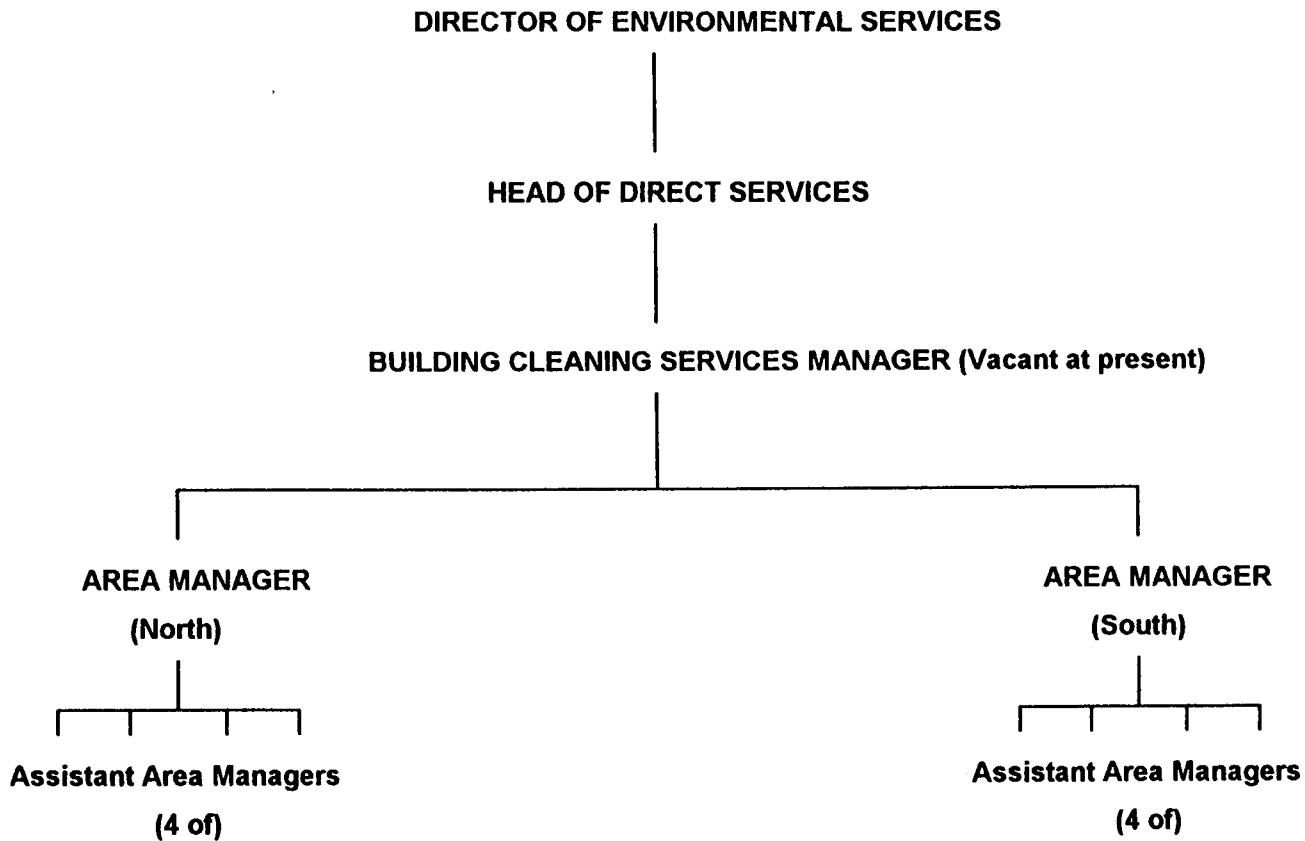 DIRECTOR OF ENVIRONMENTAL SERVICES
HEAD OF DIRECT SERVICES
BUILDING CLEANING SERVICES MANAGER (Vacant at present)
AREA MANAGER
(North)
AREA MANAGER
(South)
Assistant Area Managers
(4 of)
Assistant Area Managers
(4 of)